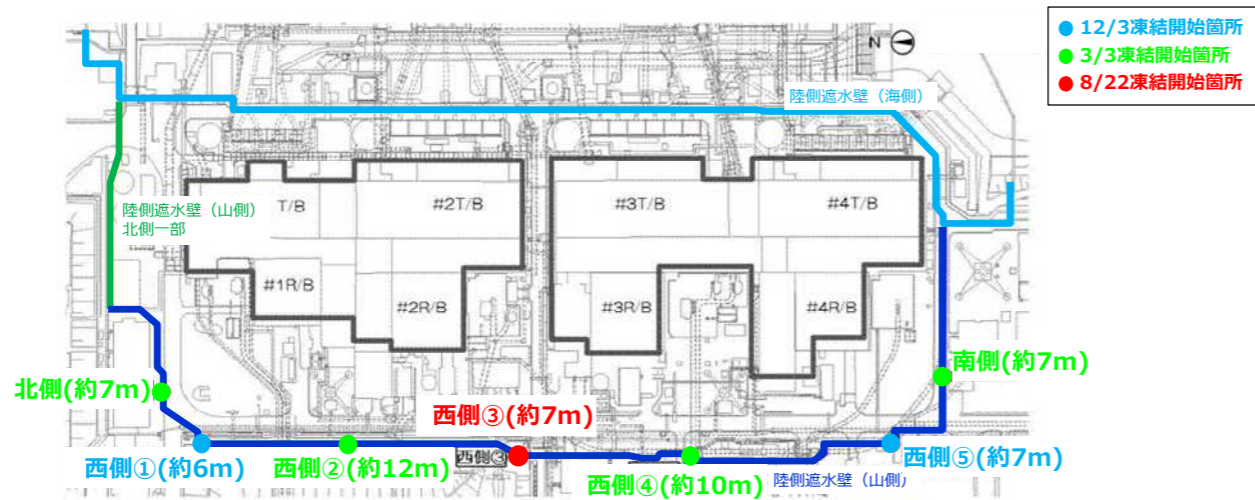 12/3凍結開始箇所
3/3凍結開始箇所
8/22凍結開始箇所
N
陸側遮水壁（海側）
陸側遮水壁（山側）
北側一部
T/B
#2T/B
#3T/B
#4T/B
#1R/B
#2R/B
#3R/B
#4R/B
北側(約7m)
南側(約7m)
西側③(約7m)
西側①(約6m)
西側②(約12m)
西側③
西側④(約10m)
西側⑤(約7m)
陸側遮水壁（山側）